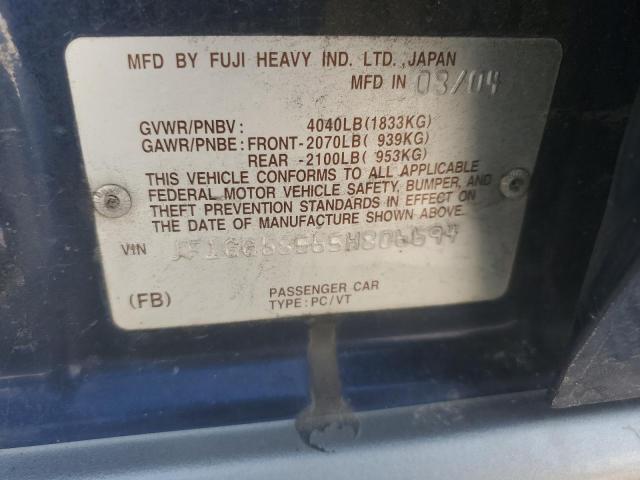 MFD BY FUJI HEAVY IND. LTD.,JAPAN
MFD IN 03/04
GVWR/PNBV: 4040LB(1833KG)
GAWR/PNBE: FRONT-2070LB( 939KG)
REAR -2100LB( 953KG)
THIS VEHICLE CONFORMS TO ALL APPLICABLE
FEDERAL MOTOR VEHICLE SAFETY, BUMPER, AND
THEFT PREVENTION STANDARDS IN EFFECT ON
THE DATE OF MANUFACTURE SHOWN ABOVE.
VIN
(FB)
PASSENGER CAR
TYPE:PC/VT